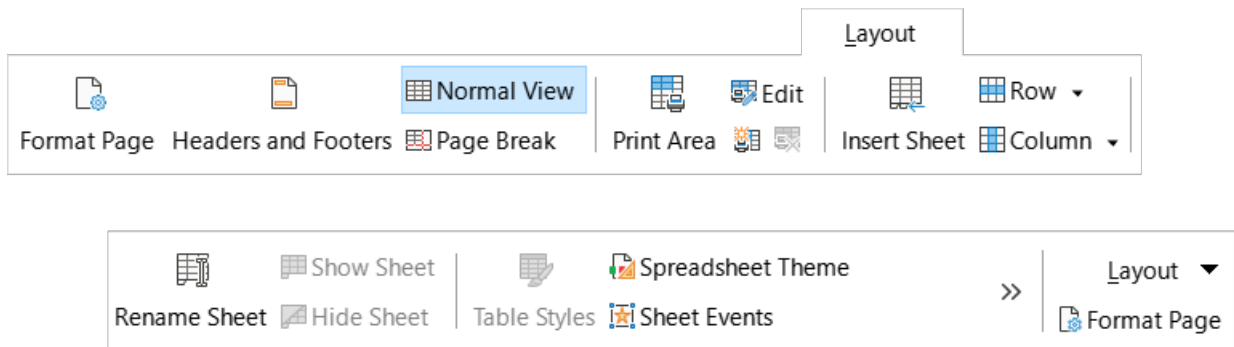 Layout
Normal View Edit Row
Format Page Headers and Footers Page Break Print Area Insert Sheet Column
Show Sheet Spreadsheet Theme Layout
Rename Sheet Hide Sheet Table Styles Sheet Events Format Page